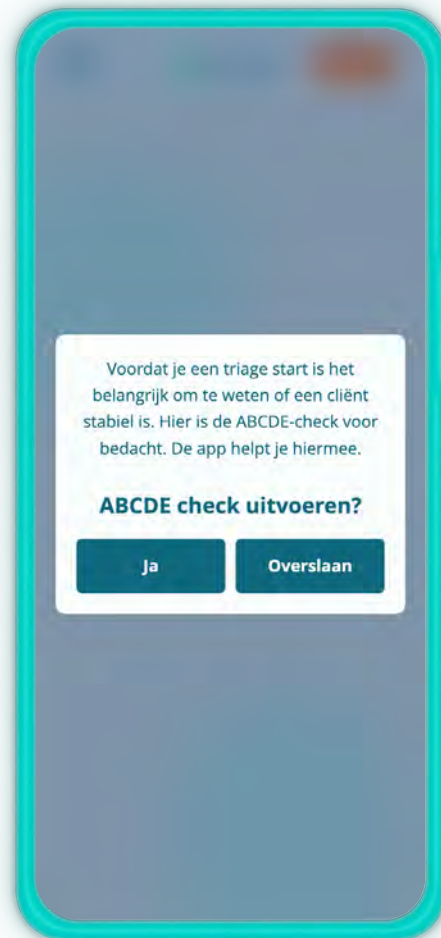 Voordat je een triage start is het
belangrijk om te weten of een cliënt
stabiel is. Hier is de ABCDE-check voor
bedacht. De app helpt je hiermee.
ABCDE check uitvoeren?
Ja
Overslaan